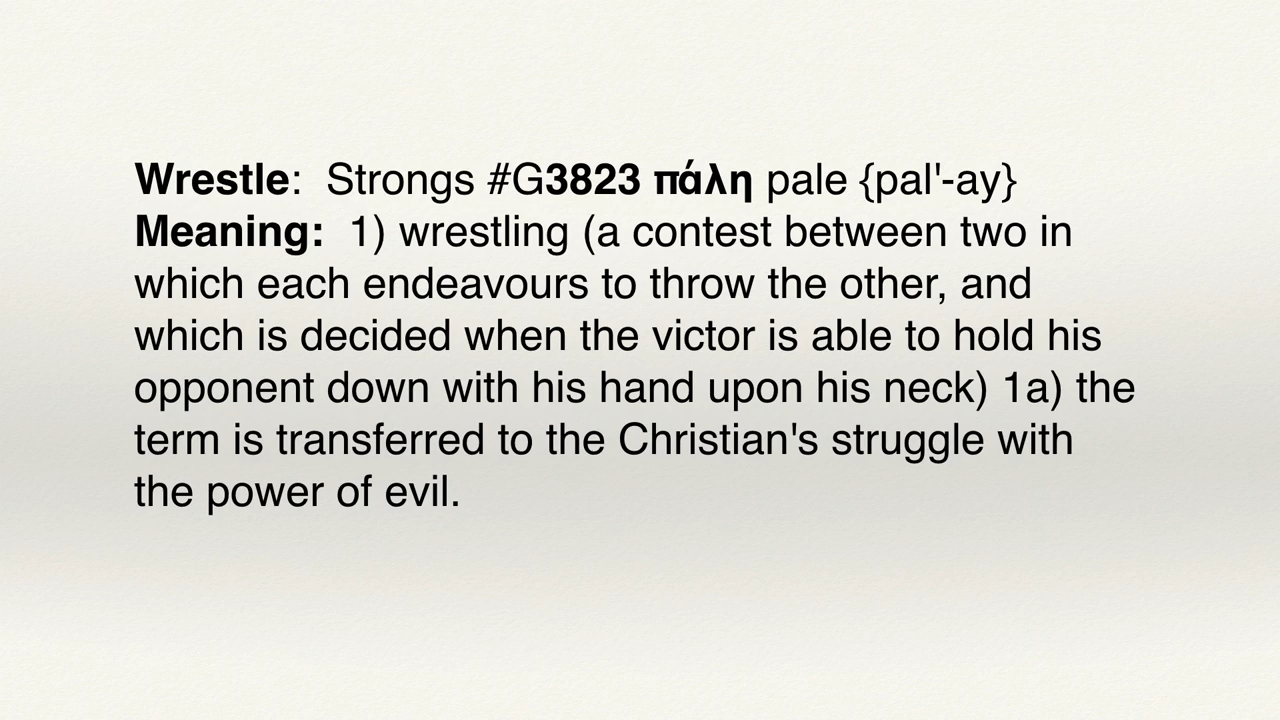 Wrestle:  Strongs #G3823 πάλη pale {pal'-ay}
Meaning:  1) wrestling (a contest between two in
which each endeavours to throw the other, and
which is decided when the victor is able to hold his
opponent down with his hand upon his neck) 1a) the
term is transferred to the Christian's struggle with
the power of evil.